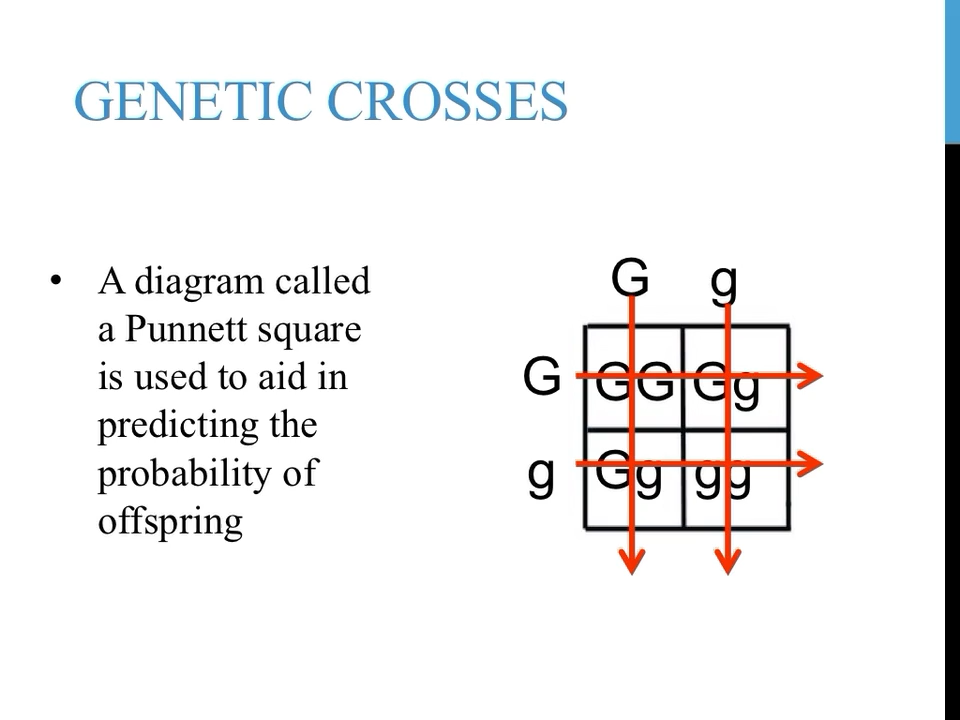 GENETIC CROSSES
• A diagram called
a Punnett square
is used to aid in
predicting the
probability of
offspring
G g
G GG Gg
g Gg gg